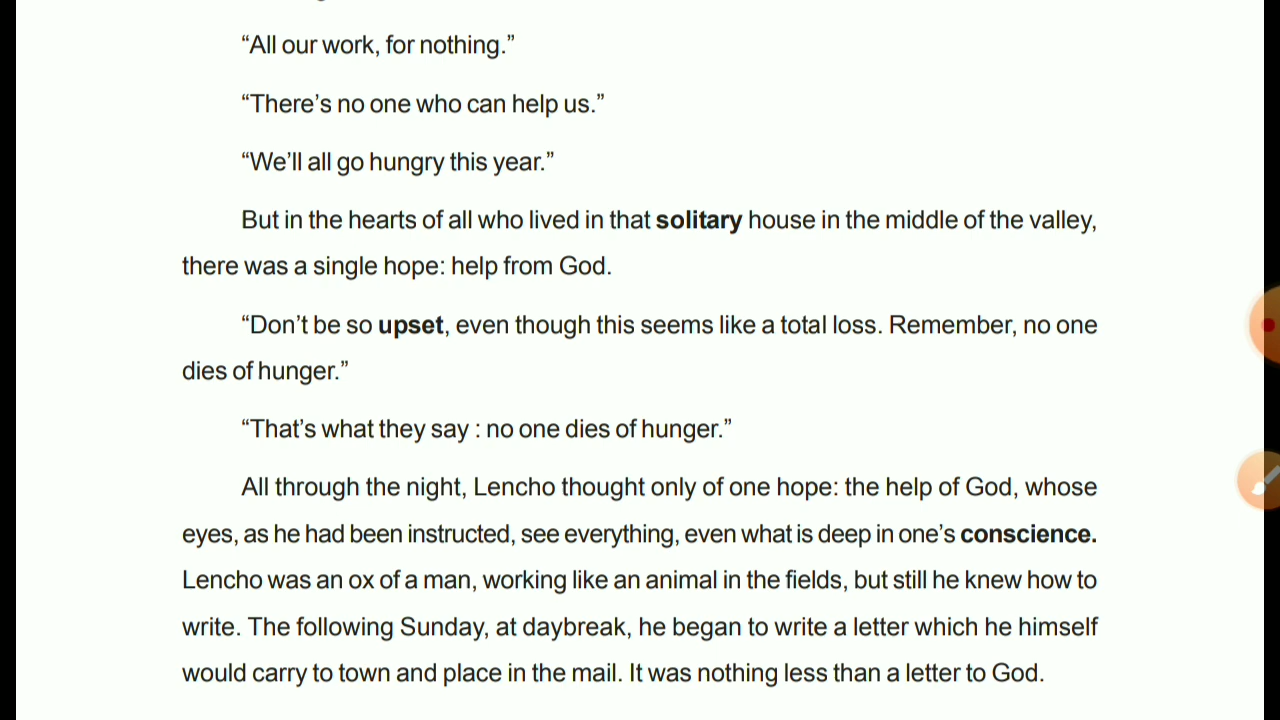 “All our work, for nothing.”
“There’s no one who can help us.”
“We’ll all go hungry this year.”
But in the hearts of all who lived in that solitary house in the middle of the valley,
there was a single hope: help from God.
“Don’t be so upset, even though this seems like a total loss. Remember, no one
dies of hunger.”
“That’s what they say : no one dies of hunger.”
All through the night, Lencho thought only of one hope: the help of God, whose
eyes, as he had been instructed, see everything, even what is deep in one’s conscience.
Lencho was an ox of a man, working like an animal in the fields, but still he knew how to
write. The following Sunday, at daybreak, he began to write a letter which he himself
would carry to town and place in the mail. It was nothing less than a letter to God.